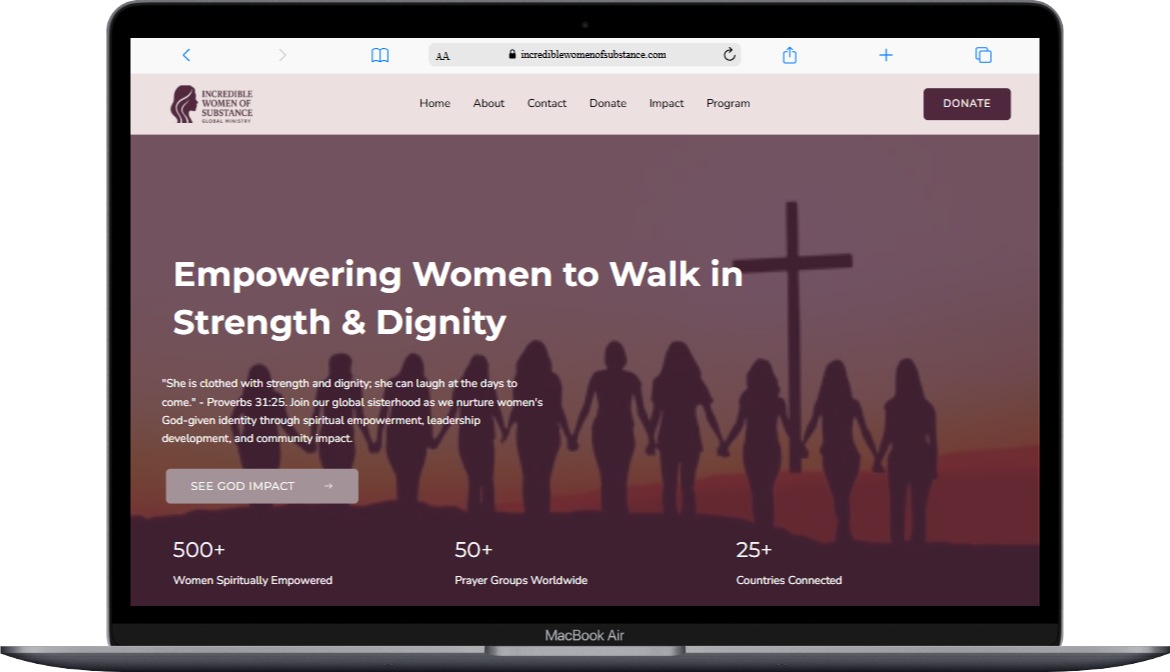 AA
incrediblewomenofsubstance.com
INCREDIBLE
WOMEN OF
SUBSTANCE
GLOBAL MINISTRY
Home About Contact Donate Impact Program
DONATE
Empowering Women to Walk in
Strength & Dignity
"She is clothed with strength and dignity; she can laugh at the days to
come." - Proverbs 31:25. Join our global sisterhood as we nurture women's
God-given identity through spiritual empowerment, leadership
development, and community impact.
SEE GOD IMPACT →
500+ 50+ 25+
Women Spiritually Empowered Prayer Groups Worldwide Countries Connected
MacBook Air